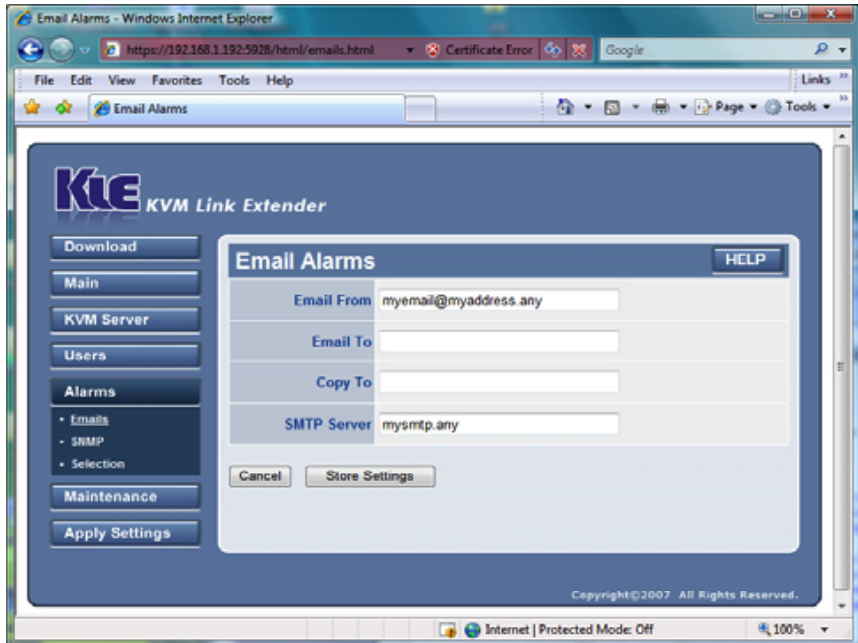 Email Alarms - Windows Internet Explorer
https://192.168.1.192:5928/html/emails.html
Certificate Error
Google
File Edit View Favorites Tools Help
Links
Email Alarms
Page
Tools
KLE KVM Link Extender
Download
Main
KVM Server
Users
Alarms
Emails
SNMP
Selection
Maintenance
Apply Settings
Email Alarms
HELP
Email From myemail@myaddress.any
Email To
Copy To
SMTP Server mysmtp.any
Cancel
Store Settings
Copyright©2007 All Rights Reserved.
Internet | Protected Mode: Off
100%